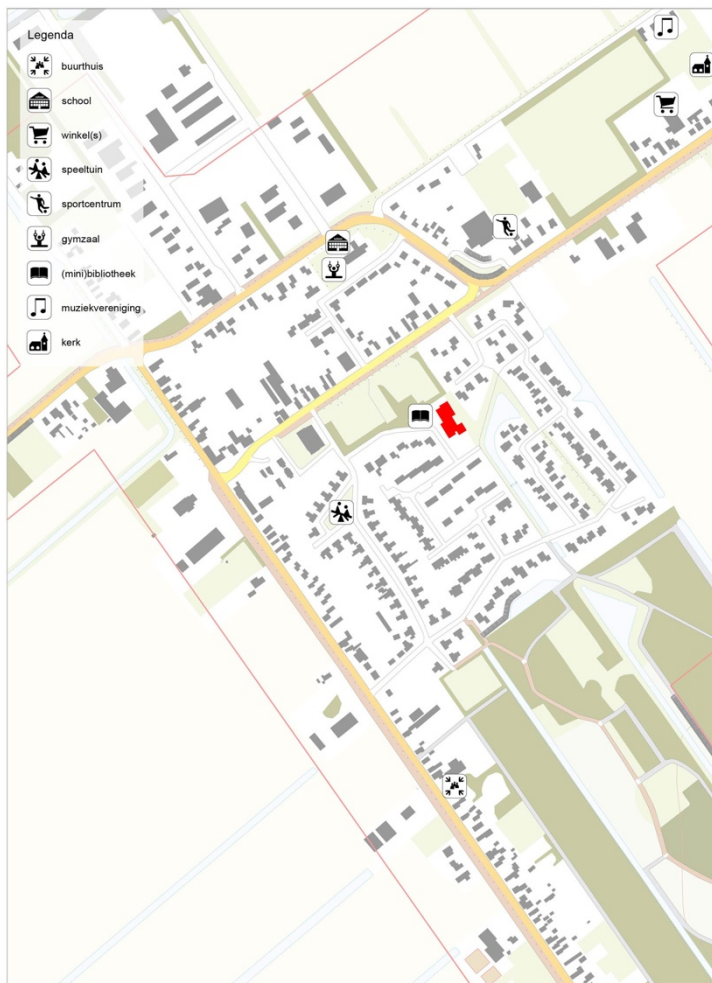 Legenda
buurthuis
school
winkel(s)
speeltuin
sportcentrum
gymzaal
(mini)bibliotheek
muziekvereniging
kerk